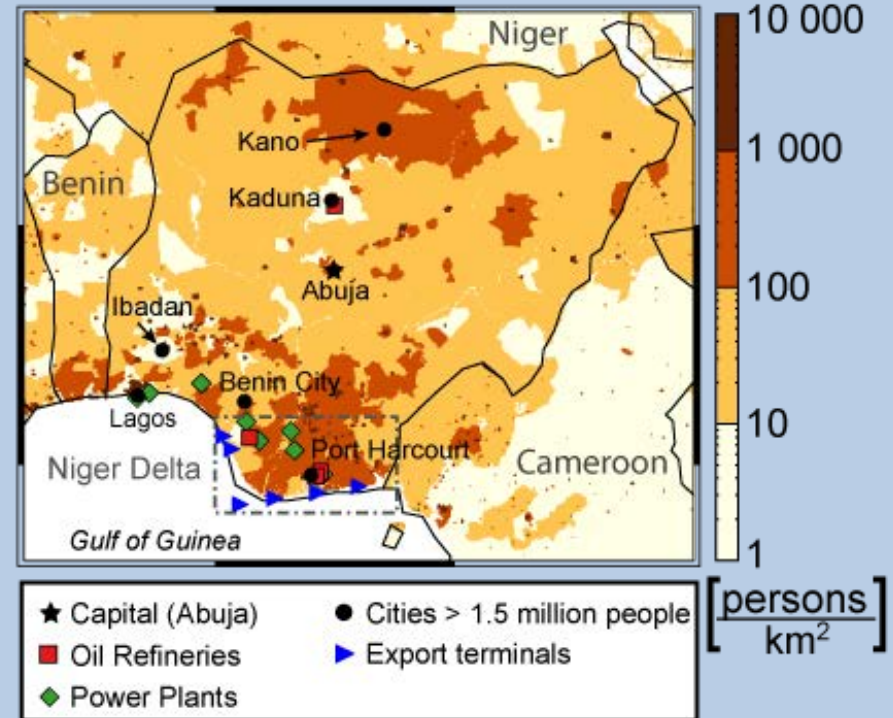 Niger
Kano
Benin
Kaduna
Abuja
Ibadan
Benin City
Lagos
Port Harcourt
Niger Delta
Cameroon
Gulf of Guinea
10 000
1 000
100
10
1
[persons
km²]
Capital (Abuja)
Cities > 1.5 million people
Oil Refineries
Export terminals
Power Plants